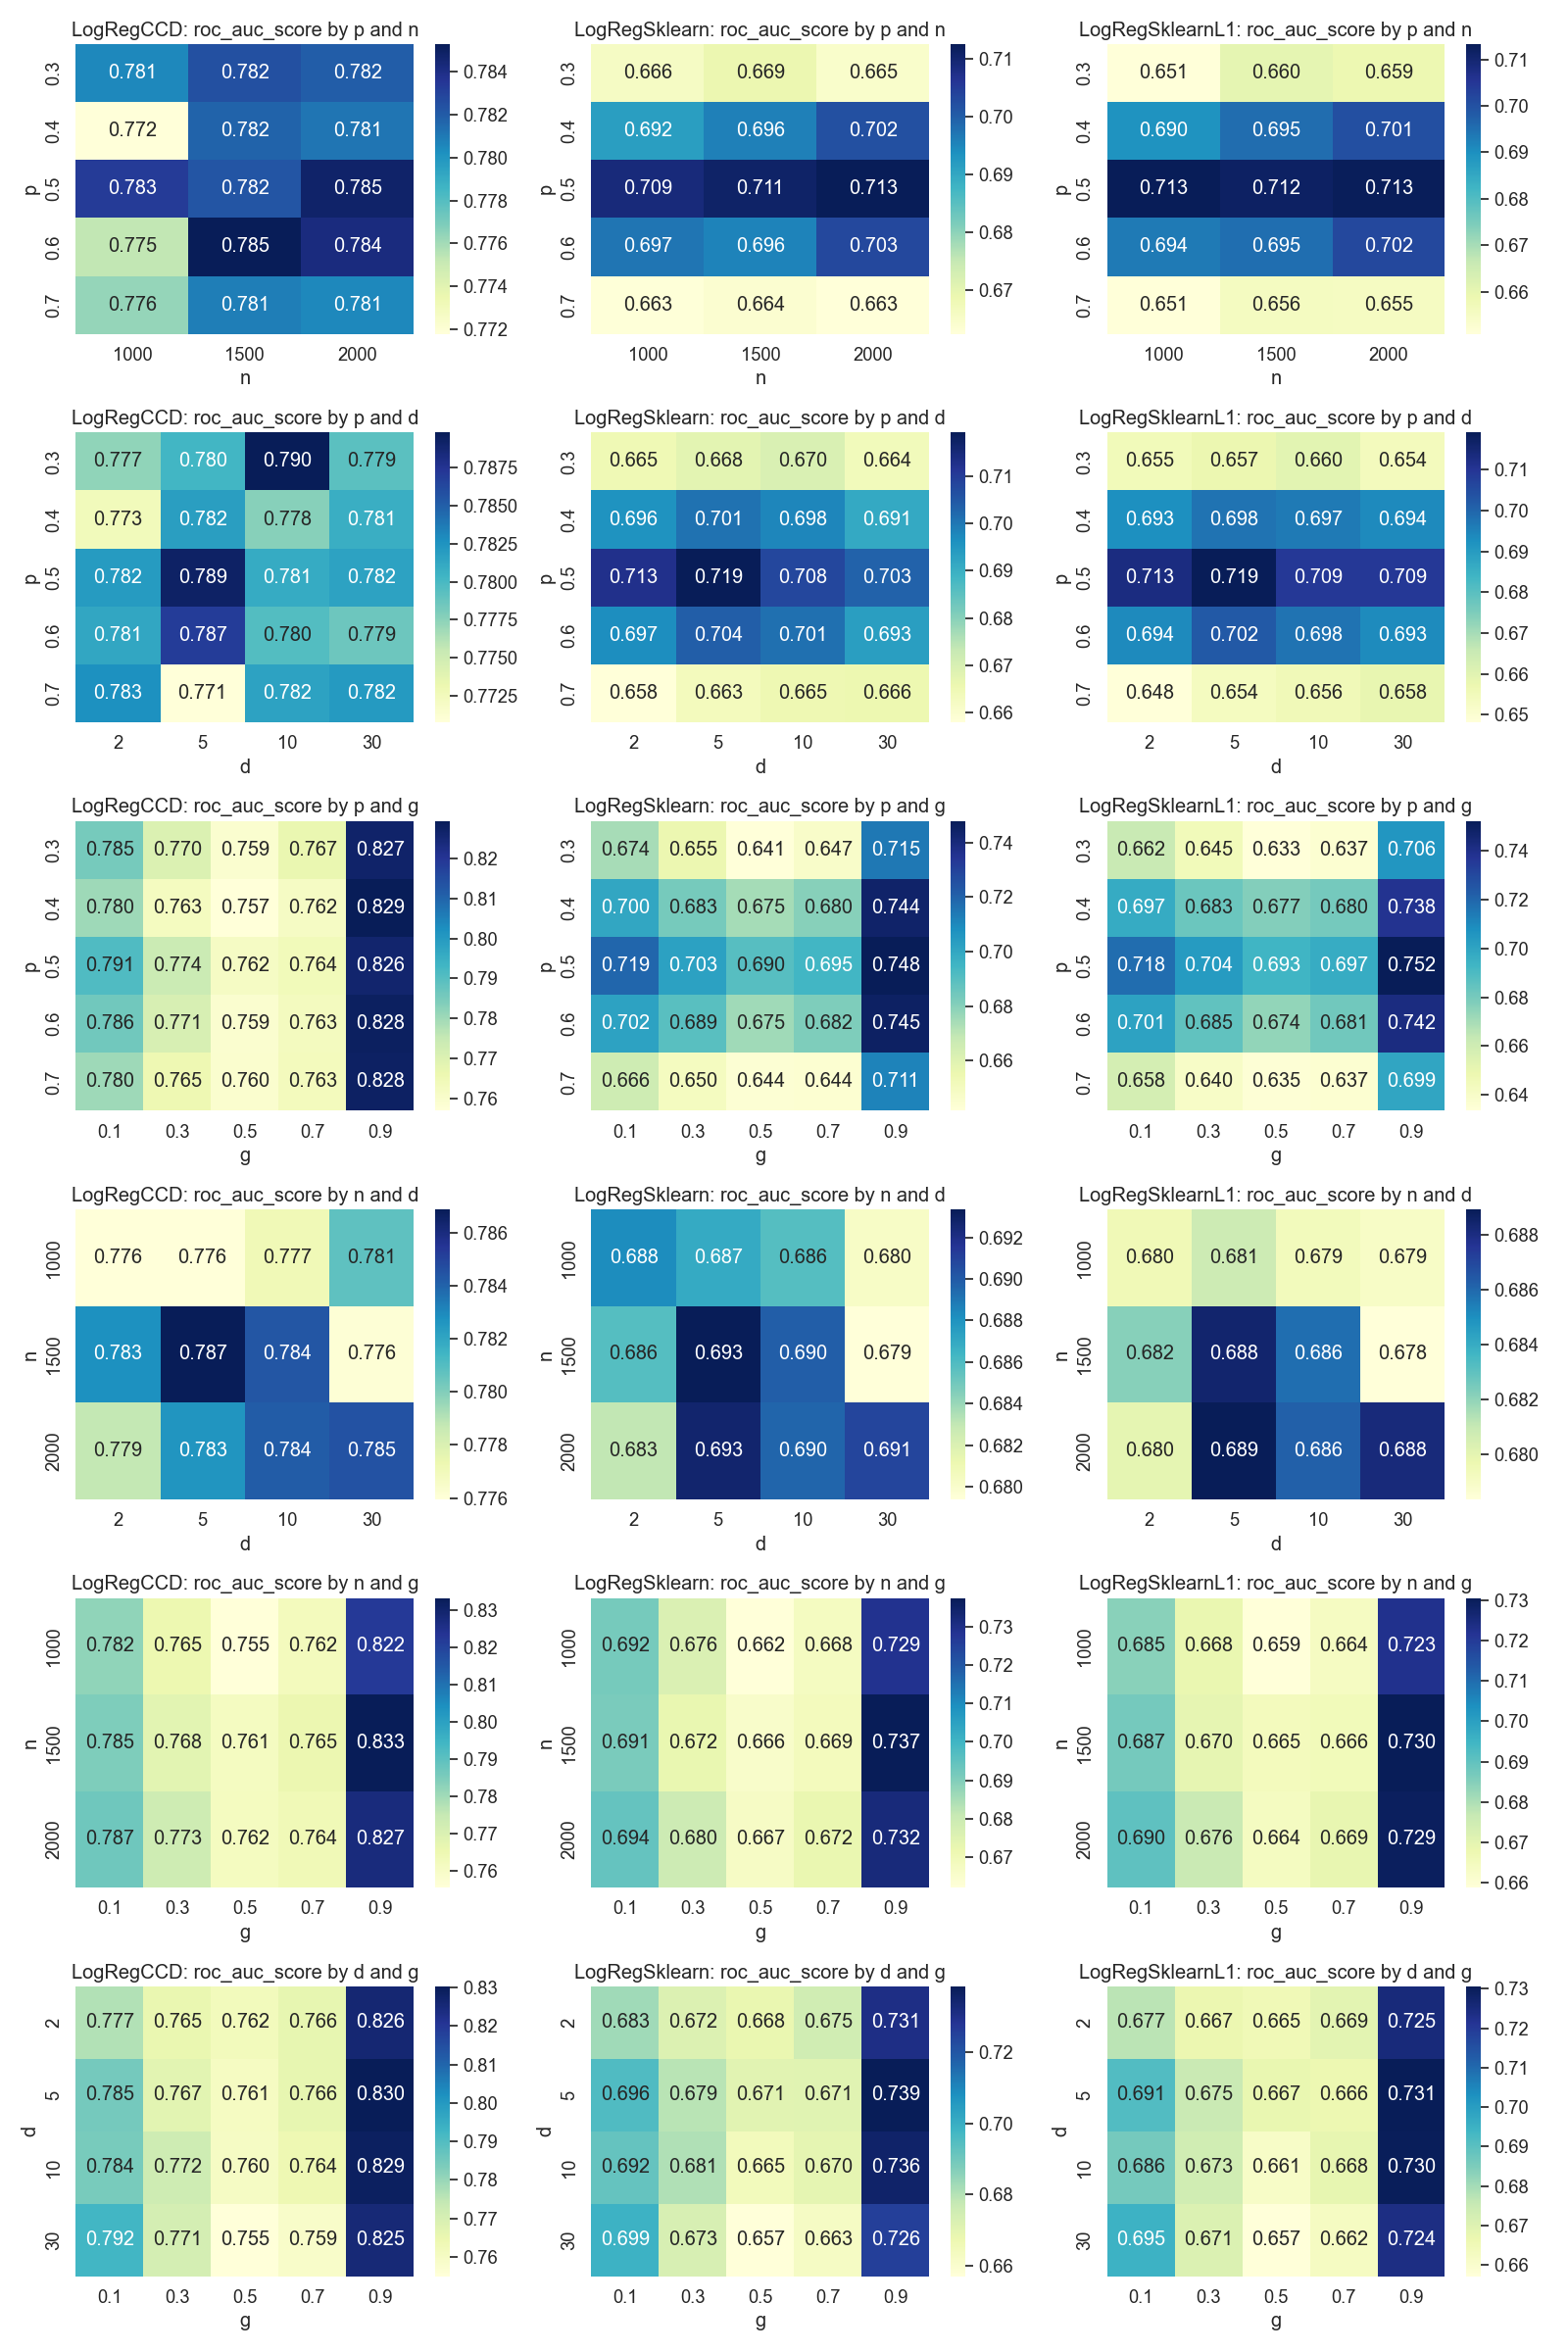 LogRegCCD: roc_auc_score by p and n
0.3 0.781 0.782 0.782
0.4 0.772 0.782 0.781
0.5 0.783 0.782 0.785
0.6 0.775 0.785 0.784
0.7 0.776 0.781 0.781
p
1000 1500 2000
n
0.784
0.782
0.780
0.778
0.776
0.774
0.772
LogRegSklearn: roc_auc_score by p and n
0.3 0.666 0.669 0.665
0.4 0.692 0.696 0.702
0.5 0.709 0.711 0.713
0.6 0.697 0.696 0.703
0.7 0.663 0.664 0.663
p
1000 1500 2000
n
0.71
0.70
0.69
0.68
0.67
LogRegSklearnL1: roc_auc_score by p and n
0.3 0.651 0.660 0.659
0.4 0.690 0.695 0.701
0.5 0.713 0.712 0.713
0.6 0.694 0.695 0.702
0.7 0.651 0.656 0.655
p
1000 1500 2000
n
0.71
0.70
0.69
0.68
0.67
0.66
LogRegCCD: roc_auc_score by p and d
0.3 0.777 0.780 0.790 0.779
0.4 0.773 0.782 0.778 0.781
0.5 0.782 0.789 0.781 0.782
0.6 0.781 0.787 0.780 0.779
0.7 0.783 0.771 0.782 0.782
p
2 5 10 30
d
0.7875
0.7850
0.7825
0.7800
0.7775
0.7750
0.7725
LogRegSklearn: roc_auc_score by p and d
0.3 0.665 0.668 0.670 0.664
0.4 0.696 0.701 0.698 0.691
0.5 0.713 0.719 0.708 0.703
0.6 0.697 0.704 0.701 0.693
0.7 0.658 0.663 0.665 0.666
p
2 5 10 30
d
0.71
0.70
0.69
0.68
0.67
0.66
LogRegSklearnL1: roc_auc_score by p and d
0.3 0.655 0.657 0.660 0.654
0.4 0.693 0.698 0.697 0.694
0.5 0.713 0.719 0.709 0.709
0.6 0.694 0.702 0.698 0.693
0.7 0.648 0.654 0.656 0.658
p
2 5 10 30
d
0.71
0.70
0.69
0.68
0.67
0.66
0.65
LogRegCCD: roc_auc_score by p and g
0.3 0.785 0.770 0.759 0.767 0.827
0.4 0.780 0.763 0.757 0.762 0.829
0.5 0.791 0.774 0.762 0.764 0.826
0.6 0.786 0.771 0.759 0.763 0.828
0.7 0.780 0.765 0.760 0.763 0.828
p
0.1 0.3 0.5 0.7 0.9
g
0.82
0.81
0.80
0.79
0.78
0.77
0.76
LogRegSklearn: roc_auc_score by p and g
0.3 0.674 0.655 0.641 0.647 0.715
0.4 0.700 0.683 0.675 0.680 0.744
0.5 0.719 0.703 0.690 0.695 0.748
0.6 0.702 0.689 0.675 0.682 0.745
0.7 0.666 0.650 0.644 0.644 0.711
p
0.1 0.3 0.5 0.7 0.9
g
0.74
0.72
0.70
0.68
0.66
LogRegSklearnL1: roc_auc_score by p and g
0.3 0.662 0.645 0.633 0.637 0.706
0.4 0.697 0.683 0.677 0.680 0.738
0.5 0.718 0.704 0.693 0.697 0.752
0.6 0.701 0.685 0.674 0.681 0.742
0.7 0.658 0.640 0.635 0.637 0.699
p
0.1 0.3 0.5 0.7 0.9
g
0.74
0.72
0.70
0.68
0.66
0.64
LogRegCCD: roc_auc_score by n and d
1000 0.776 0.776 0.777 0.781
1500 0.783 0.787 0.784 0.776
2000 0.779 0.783 0.784 0.785
n
2 5 10 30
d
0.786
0.784
0.782
0.780
0.778
0.776
LogRegSklearn: roc_auc_score by n and d
1000 0.688 0.687 0.686 0.680
1500 0.686 0.693 0.690 0.679
2000 0.683 0.693 0.690 0.691
n
2 5 10 30
d
0.692
0.690
0.688
0.686
0.684
0.682
0.680
LogRegSklearnL1: roc_auc_score by n and d
1000 0.680 0.681 0.679 0.679
1500 0.682 0.688 0.686 0.678
2000 0.680 0.689 0.686 0.688
n
2 5 10 30
d
0.688
0.686
0.684
0.682
0.680
LogRegCCD: roc_auc_score by n and g
1000 0.782 0.765 0.755 0.762 0.822
1500 0.785 0.768 0.761 0.765 0.833
2000 0.787 0.773 0.762 0.764 0.827
n
0.1 0.3 0.5 0.7 0.9
g
0.83
0.82
0.81
0.80
0.79
0.78
0.77
0.76
LogRegSklearn: roc_auc_score by n and g
1000 0.692 0.676 0.662 0.668 0.729
1500 0.691 0.672 0.666 0.669 0.737
2000 0.694 0.680 0.667 0.672 0.732
n
0.1 0.3 0.5 0.7 0.9
g
0.73
0.72
0.71
0.70
0.69
0.68
0.67
LogRegSklearnL1: roc_auc_score by n and g
1000 0.685 0.668 0.659 0.664 0.723
1500 0.687 0.670 0.665 0.666 0.730
2000 0.690 0.676 0.664 0.669 0.729
n
0.1 0.3 0.5 0.7 0.9
g
0.73
0.72
0.71
0.70
0.69
0.68
0.67
0.66
LogRegCCD: roc_auc_score by d and g
2 0.777 0.765 0.762 0.766 0.826
5 0.785 0.767 0.761 0.766 0.830
10 0.784 0.772 0.760 0.764 0.829
30 0.792 0.771 0.755 0.759 0.825
d
0.1 0.3 0.5 0.7 0.9
g
0.83
0.82
0.81
0.80
0.79
0.78
0.77
0.76
LogRegSklearn: roc_auc_score by d and g
2 0.683 0.672 0.668 0.675 0.731
5 0.696 0.679 0.671 0.671 0.739
10 0.692 0.681 0.665 0.670 0.736
30 0.699 0.673 0.657 0.663 0.726
d
0.1 0.3 0.5 0.7 0.9
g
0.72
0.70
0.68
0.66
LogRegSklearnL1: roc_auc_score by d and g
2 0.677 0.667 0.665 0.669 0.725
5 0.691 0.675 0.667 0.666 0.731
10 0.686 0.673 0.661 0.668 0.730
30 0.695 0.671 0.657 0.662 0.724
d
0.1 0.3 0.5 0.7 0.9
g
0.73
0.72
0.71
0.70
0.69
0.68
0.67
0.66